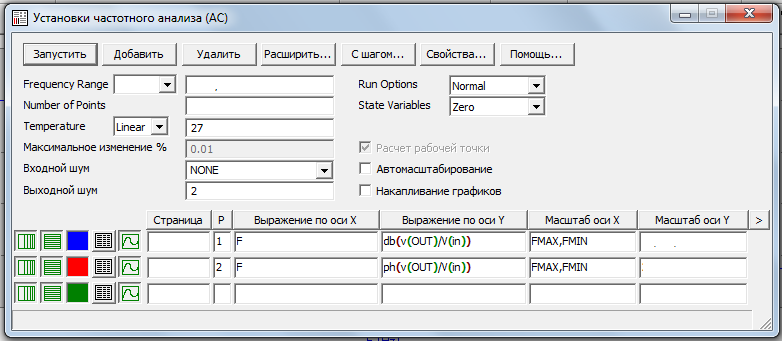 Установки частотного анализа (AC)
Запустить Добавить Удалить Расширить... С шагом... Свойства... Помощь...
Frequency Range , Run Options Normal
Number of Points State Variables Zero
Temperature Linear 27
Максимальное изменение % 0.01 Расчет рабочей точки
Входной шум NONE Автомасштабирование
Выходной шум 2 Накапливание графиков
Страница P Выражение по оси X Выражение по оси Y Масштаб оси X Масштаб оси Y >
1 F db(v(OUT)/V(in)) FMAX,FMIN
2 F ph(v(OUT)/V(in)) FMAX,FMIN